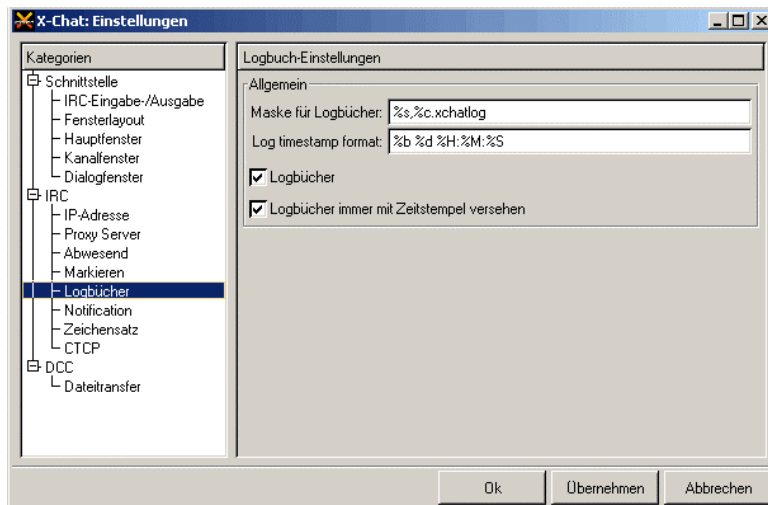 X-Chat: Einstellungen
Kategorien
Schnittstelle
IRC-Eingabe-/Ausgabe
Fensterlayout
Hauptfenster
Kanalfenster
Dialogfenster
IRC
IP-Adresse
Proxy Server
Abwesend
Markieren
Logbücher
Notification
Zeichensatz
CTCP
DCC
Dateitransfer
Logbuch-Einstellungen
Allgemein
Maske für Logbücher: %s,%c.xchatlog
Log timestamp format: %b %d %H:%M:%S
Logbücher
Logbücher immer mit Zeitstempel versehen
Ok Übernehmen Abbrechen